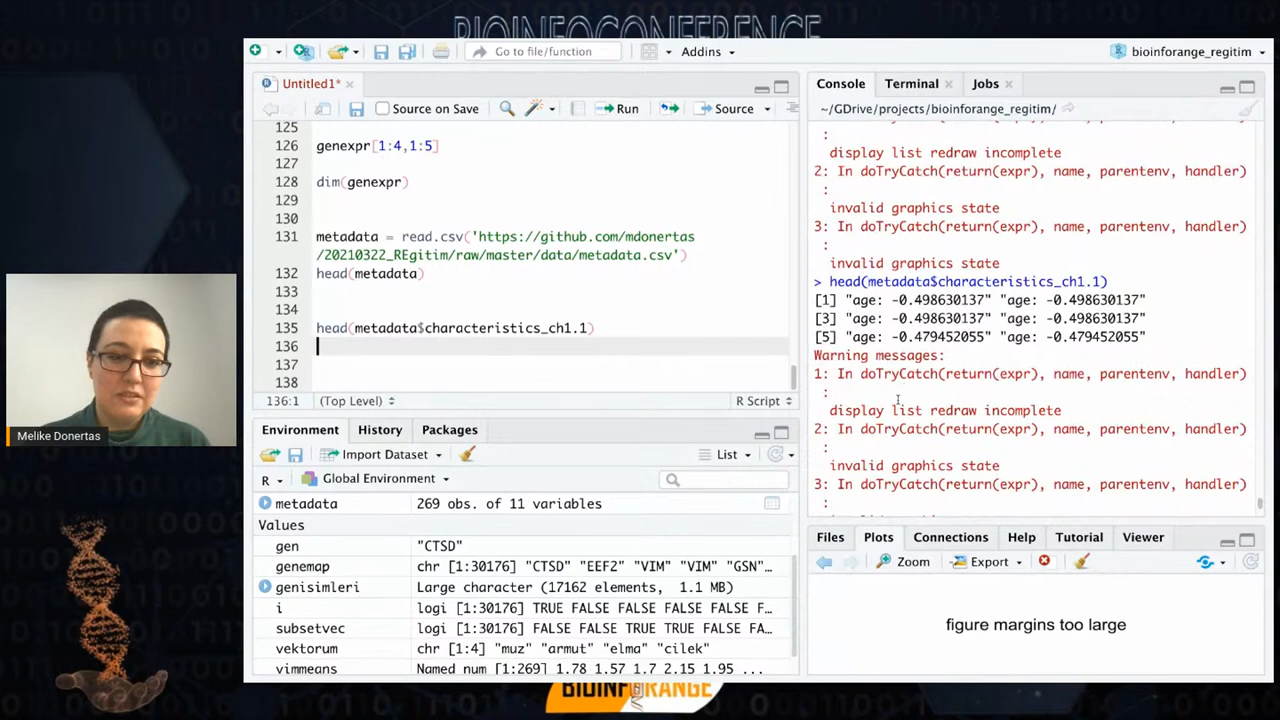 BIOINFOCONFERENCE
Go to file/function
Addins
bioinforange_regitim
Untitled1*
Source on Save
Run
Source
125
126 genexpr[1:4,1:5]
127
128 dim(genexpr)
129
130
131 metadata = read.csv('https://github.com/mdonertas
/20210322_REgitim/raw/master/data/metadata.csv')
132 head(metadata)
133
134
135 head(metadata$characteristics_ch1.1)
136
137
138
136:1 (Top Level) R Script
Console Terminal Jobs
~/GDrive/projects/bioinforange_regitim/
:
display list redraw incomplete
2: In doTryCatch(return(expr), name, parentenv, handler)
:
invalid graphics state
3: In doTryCatch(return(expr), name, parentenv, handler)
:
invalid graphics state
> head(metadata$characteristics_ch1.1)
[1] "age: -0.498630137" "age: -0.498630137"
[3] "age: -0.498630137" "age: -0.498630137"
[5] "age: -0.479452055" "age: -0.479452055"
Warning messages:
1: In doTryCatch(return(expr), name, parentenv, handler)
:
display list redraw incomplete
2: In doTryCatch(return(expr), name, parentenv, handler)
:
invalid graphics state
3: In doTryCatch(return(expr), name, parentenv, handler)
:
Melike Donertas
Environment History Packages
Import Dataset List
R Global Environment
metadata 269 obs. of 11 variables
Values
gen "CTSD"
genemap chr [1:30176] "CTSD" "EEF2" "VIM" "VIM" "GSN"…
genisimleri Large character (17162 elements, 1.1 MB)
i logi [1:30176] TRUE FALSE FALSE FALSE FALSE F…
subsetvec logi [1:30176] FALSE FALSE TRUE TRUE FALSE FA…
vektorum chr [1:4] "muz" "armut" "elma" "cilek"
vimmeans Named num [1:269] 1.78 1.57 1.7 2.15 1.95 ...
Files Plots Connections Help Tutorial Viewer
Zoom Export
figure margins too large
BIOINFORANGE